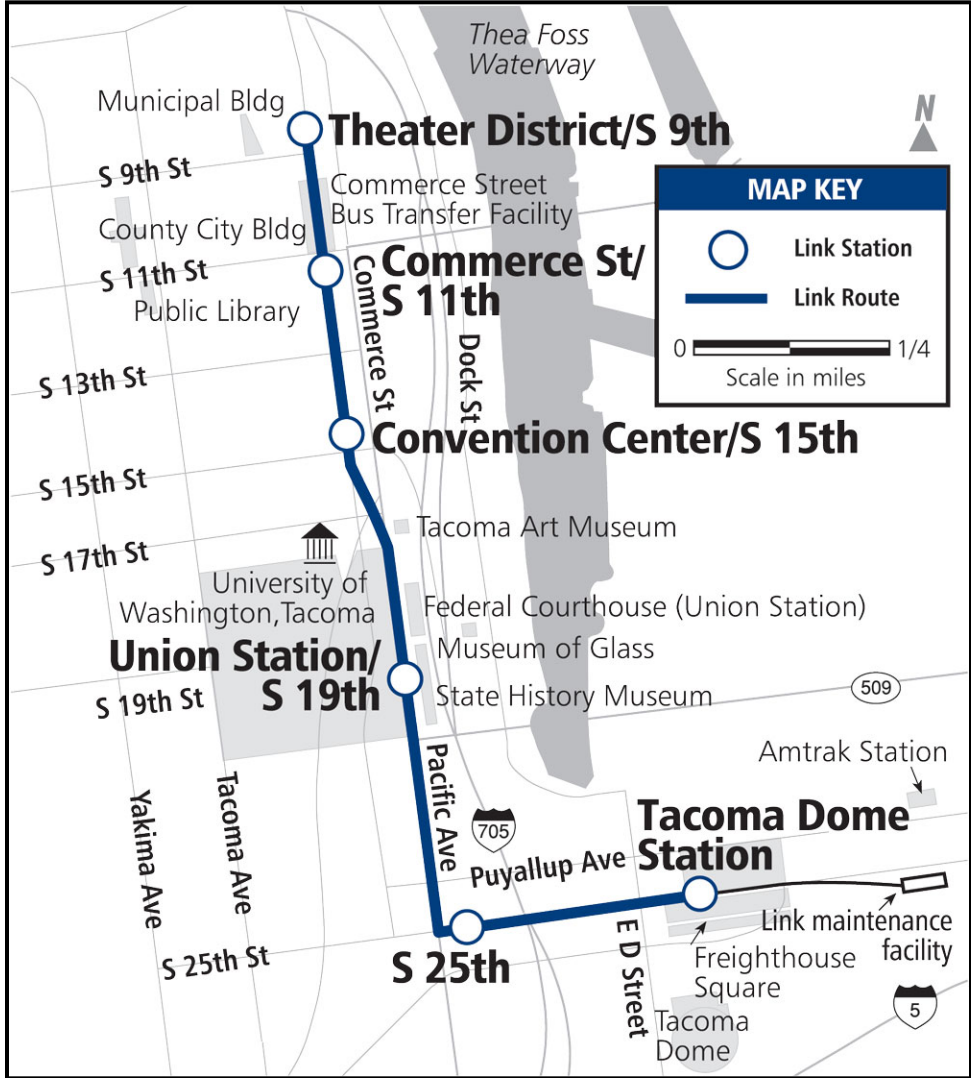 Thea Foss
Waterway
Municipal Bldg
Theater District/S 9th
N
S 9th St
Commerce Street
Bus Transfer Facility
MAP KEY
Link Station
Link Route
0
1/4
Scale in miles
County City Bldg
S 11th St
Commerce St/
S 11th
Public Library
Commerce St
Dock St
S 13th St
Convention Center/S 15th
S 15th St
Tacoma Art Museum
S 17th St
University of
Washington,Tacoma
Federal Courthouse (Union Station)
Union Station/
S 19th
Museum of Glass
State History Museum
S 19th St
509
Amtrak Station
Pacific Ave
Yakima Ave
Tacoma Ave
705
Tacoma Dome
Station
Puyallup Ave
Link maintenance
facility
S 25th St
S 25th
E D Street
Freighthouse
Square
Tacoma
Dome
5